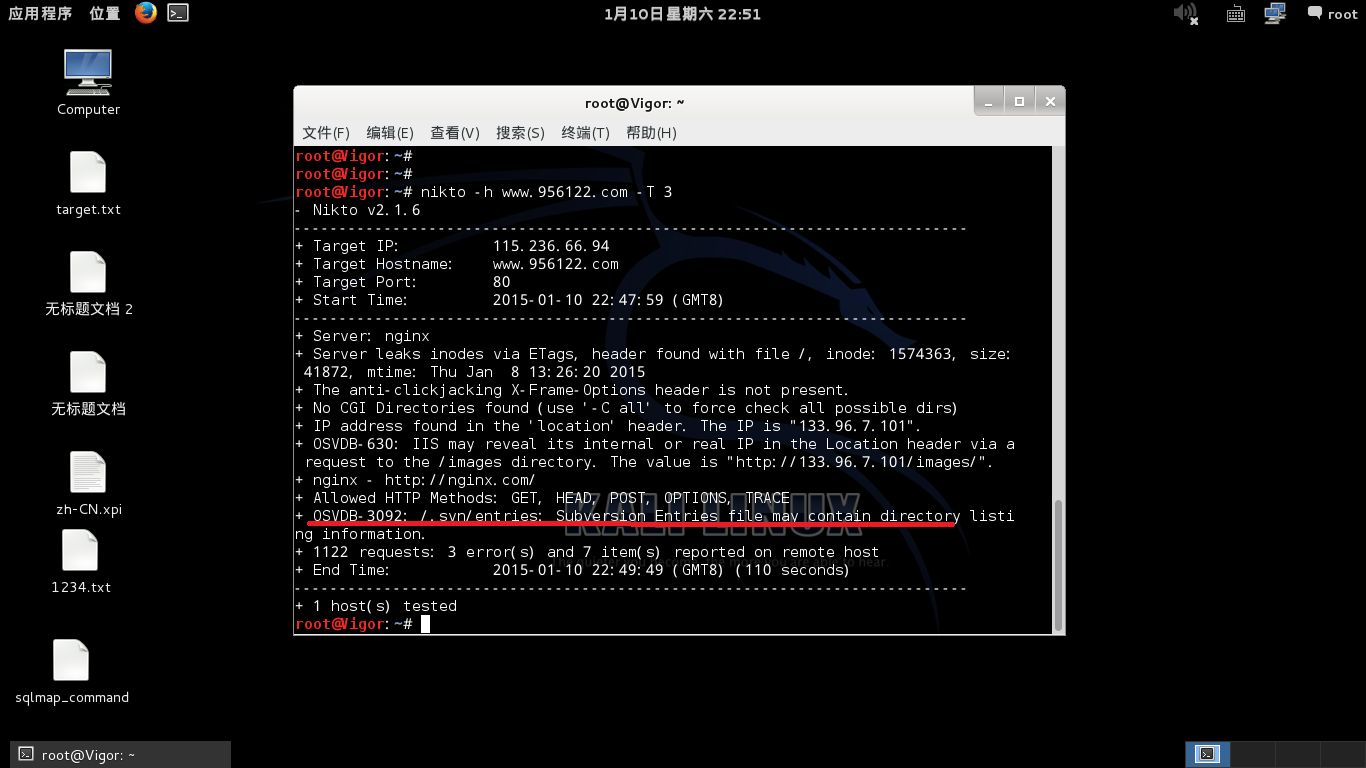 应用程序 位置 1月10日星期六 22:51 root
Computer
target.txt
无标题文档 2
无标题文档
zh-CN.xpi
1234.txt
sqlmap_command
root@Vigor: ~
文件(F) 编辑(E) 查看(V) 搜索(S) 终端(T) 帮助(H)
root@Vigor:~#
root@Vigor:~#
root@Vigor:~# nikto -h www.956122.com -T 3
- Nikto v2.1.6
---------------------------------------------------------------------------
+ Target IP:          115.236.66.94
+ Target Hostname:    www.956122.com
+ Target Port:        80
+ Start Time:         2015-01-10 22:47:59 (GMT8)
---------------------------------------------------------------------------
+ Server: nginx
+ Server leaks inodes via ETags, header found with file /, inode: 1574363, size:
 41872, mtime: Thu Jan  8 13:26:20 2015
+ The anti-clickjacking X-Frame-Options header is not present.
+ No CGI Directories found (use '-C all' to force check all possible dirs)
+ IP address found in the 'location' header. The IP is "133.96.7.101".
+ OSVDB-630: IIS may reveal its internal or real IP in the Location header via a
 request to the /images directory. The value is "http://133.96.7.101/images/".
+ nginx - http://nginx.com/
+ Allowed HTTP Methods: GET, HEAD, POST, OPTIONS, TRACE
+ OSVDB-3092: /.svn/entries: Subversion Entries file may contain directory listi
ng information.
+ 1122 requests: 3 error(s) and 7 item(s) reported on remote host
+ End Time:           2015-01-10 22:49:49 (GMT8) (110 seconds)
---------------------------------------------------------------------------
+ 1 host(s) tested
root@Vigor:~#
KALI LINUX
root@Vigor: ~